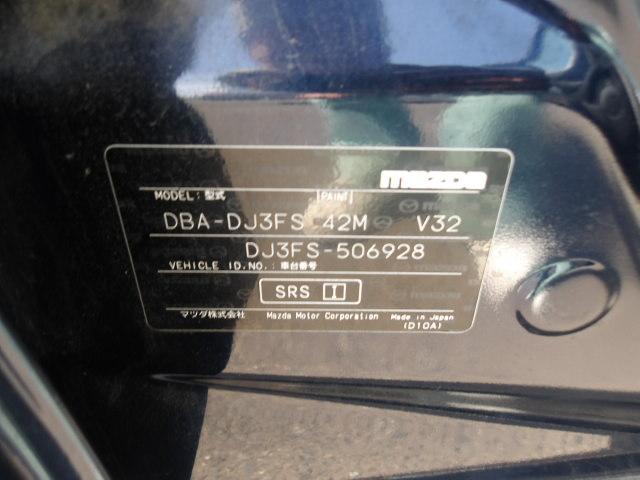 mazda
MODEL: 型式 PAINT
DBA-DJ3FS 42M V32
DJ3FS-506928
VEHICLE ID.NO.: 車台番号
SRS
マツダ株式会社 Mazda Motor Corporation Made in Japan
(D10A)